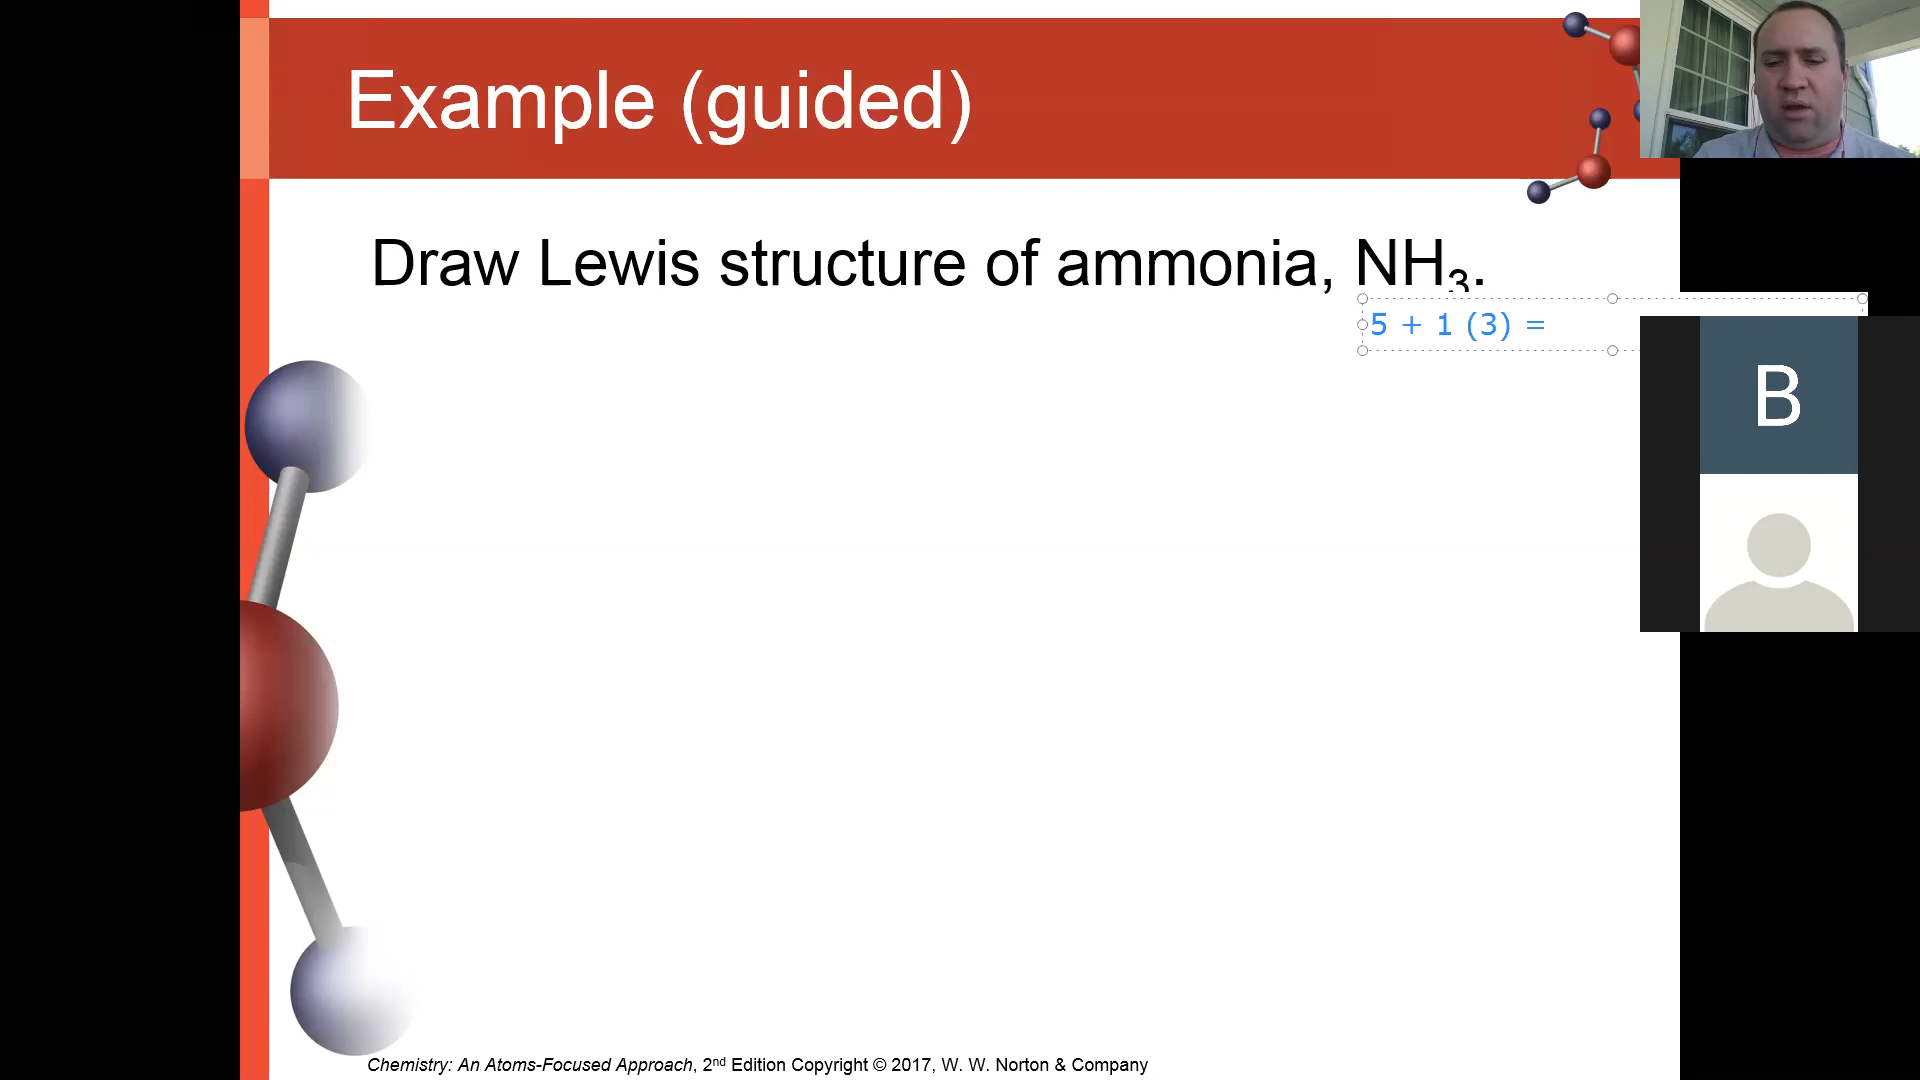 Example (guided)
Draw Lewis structure of ammonia, NH₃.
5 + 1 (3) =
B
Chemistry: An Atoms-Focused Approach, 2nd Edition Copyright © 2017, W. W. Norton & Company